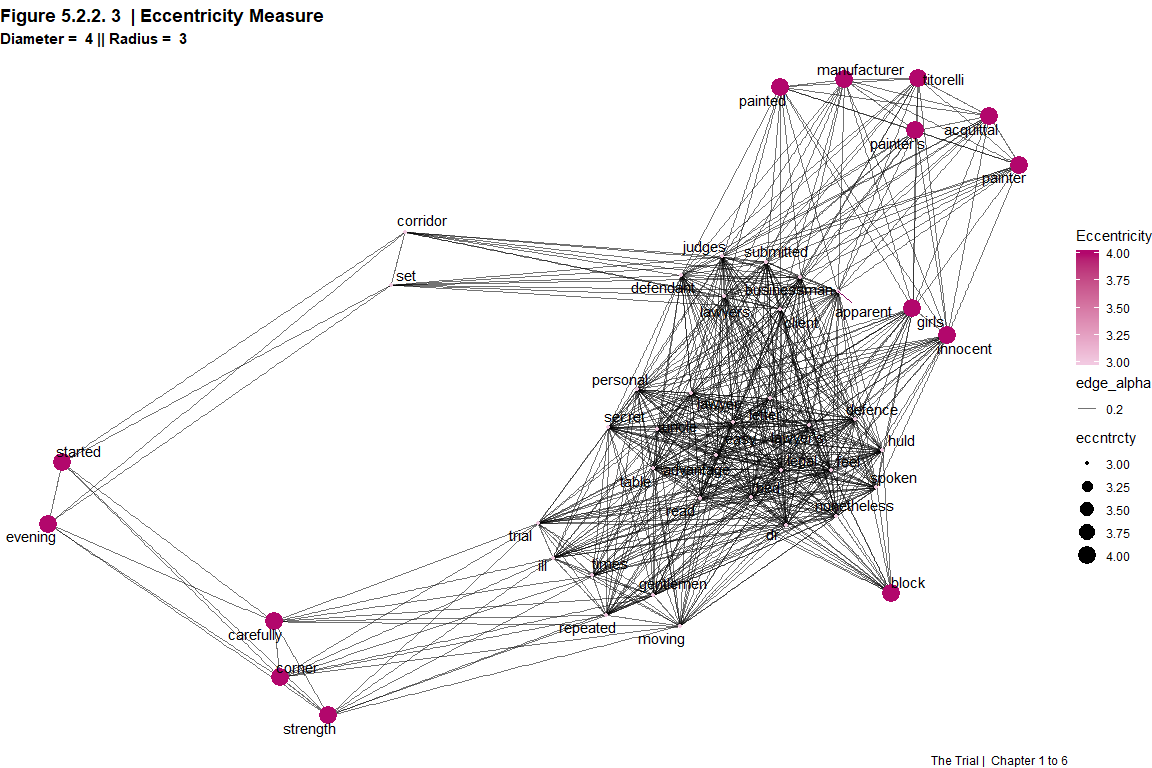 Figure 5.2.2. 3 | Eccentricity Measure
Diameter = 4 || Radius = 3
manufacturer
titorelli
painted
acquittal
painter's
painter
corridor
judges
submitted
set
defendant
businessman
lawyers
apparent
client
girls
innocent
personal
lawyer
defence
secret
huld
started
feel
legal
advantage
spoken
table
read
nonetheless
evening
trial
dr
ill
times
gentlemen
block
repeated
carefully
moving
corner
strength
Eccentricity
4.00
3.75
3.50
3.25
3.00
edge_alpha
0.2
eccntrcty
3.00
3.25
3.50
3.75
4.00
The Trial | Chapter 1 to 6